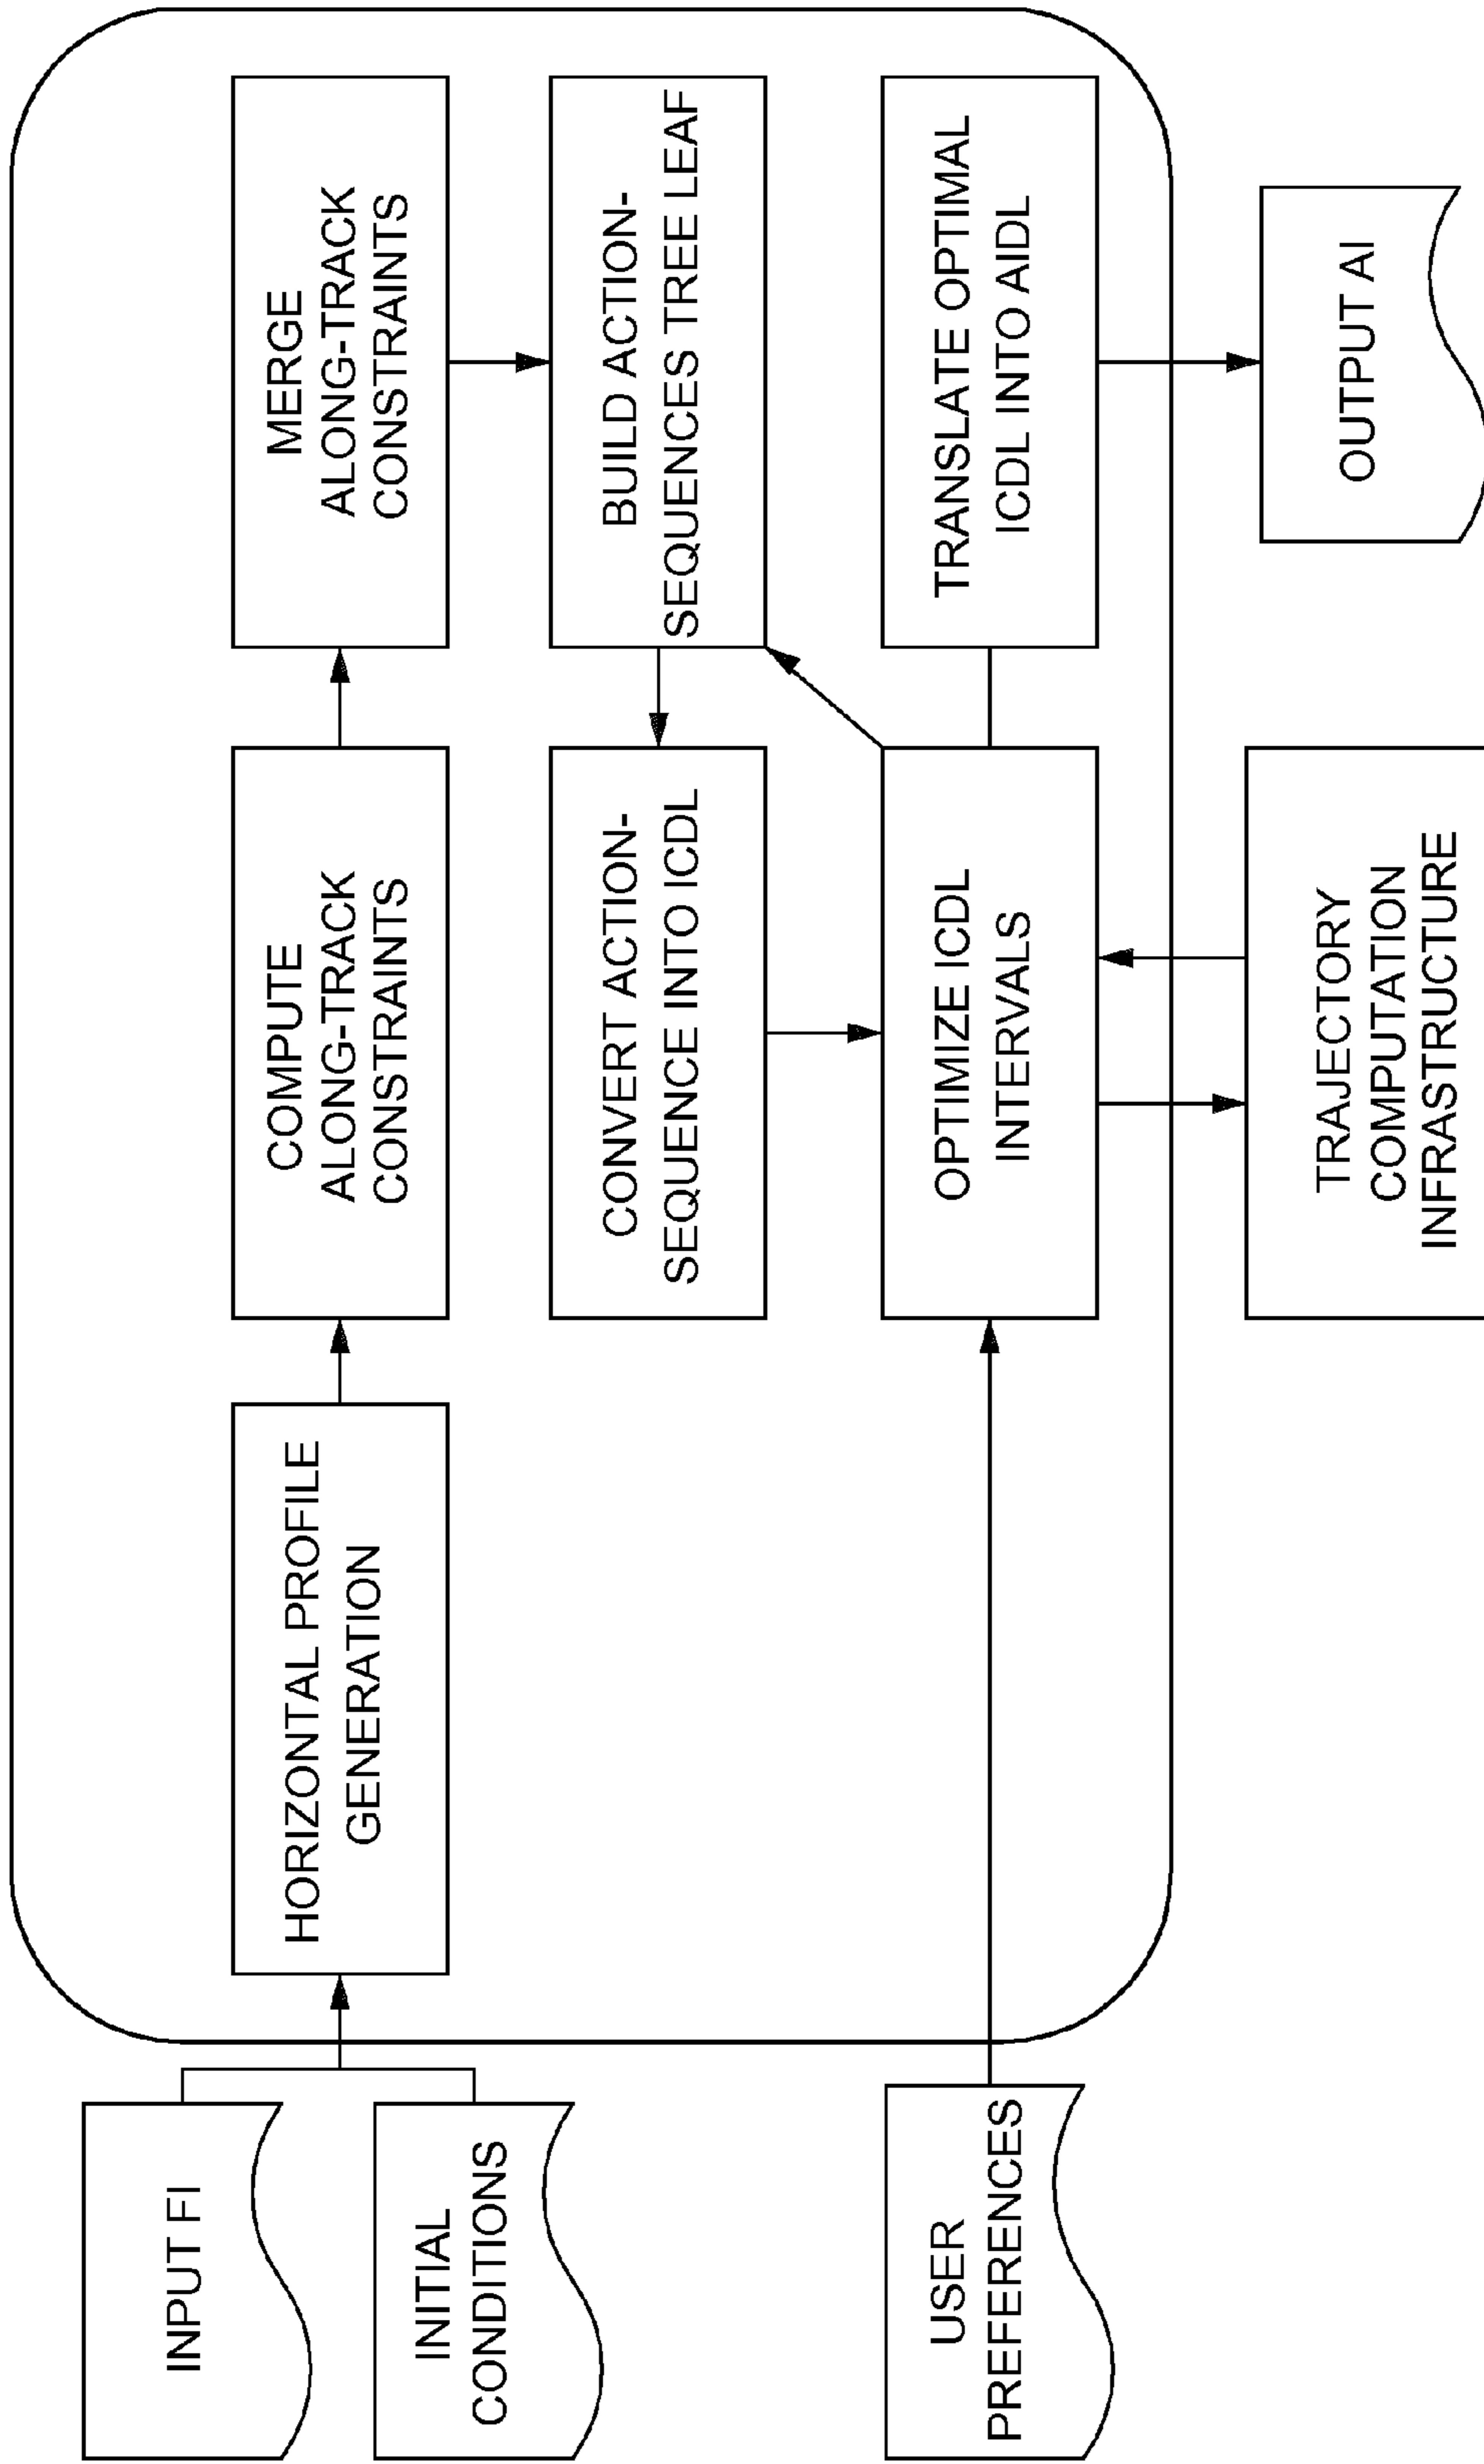 INPUT FI
INITIAL
CONDITIONS
HORIZONTAL PROFILE
GENERATION
COMPUTE
ALONG-TRACK
CONSTRAINTS
MERGE
ALONG-TRACK
CONSTRAINTS
CONVERT ACTION-
SEQUENCE INTO ICDL
BUILD ACTION-
SEQUENCES TREE LEAF
USER
PREFERENCES
OPTIMIZE ICDL
INTERVALS
TRANSLATE OPTIMAL
ICDL INTO AIDL
TRAJECTORY
COMPUTATION
INFRASTRUCTURE
OUTPUT AI